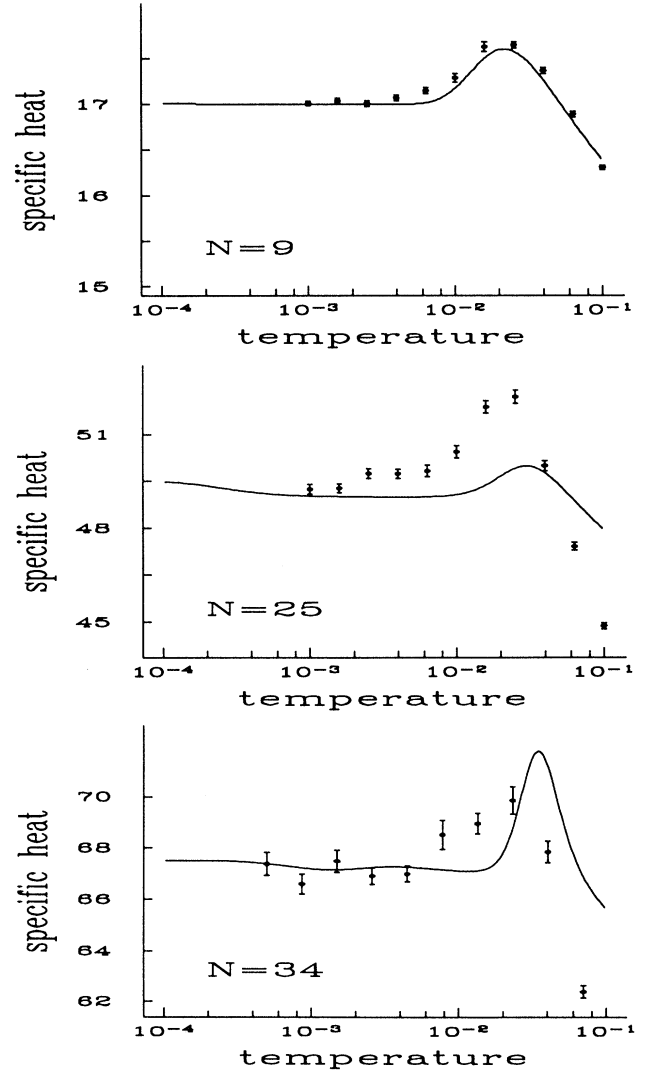 specific heat
17
16
15
N=9
10⁻⁴ 10⁻³ 10⁻² 10⁻¹
temperature
specific heat
51
48
45
N=25
10⁻⁴ 10⁻³ 10⁻² 10⁻¹
temperature
specific heat
70
68
66
64
62
N=34
10⁻⁴ 10⁻³ 10⁻² 10⁻¹
temperature